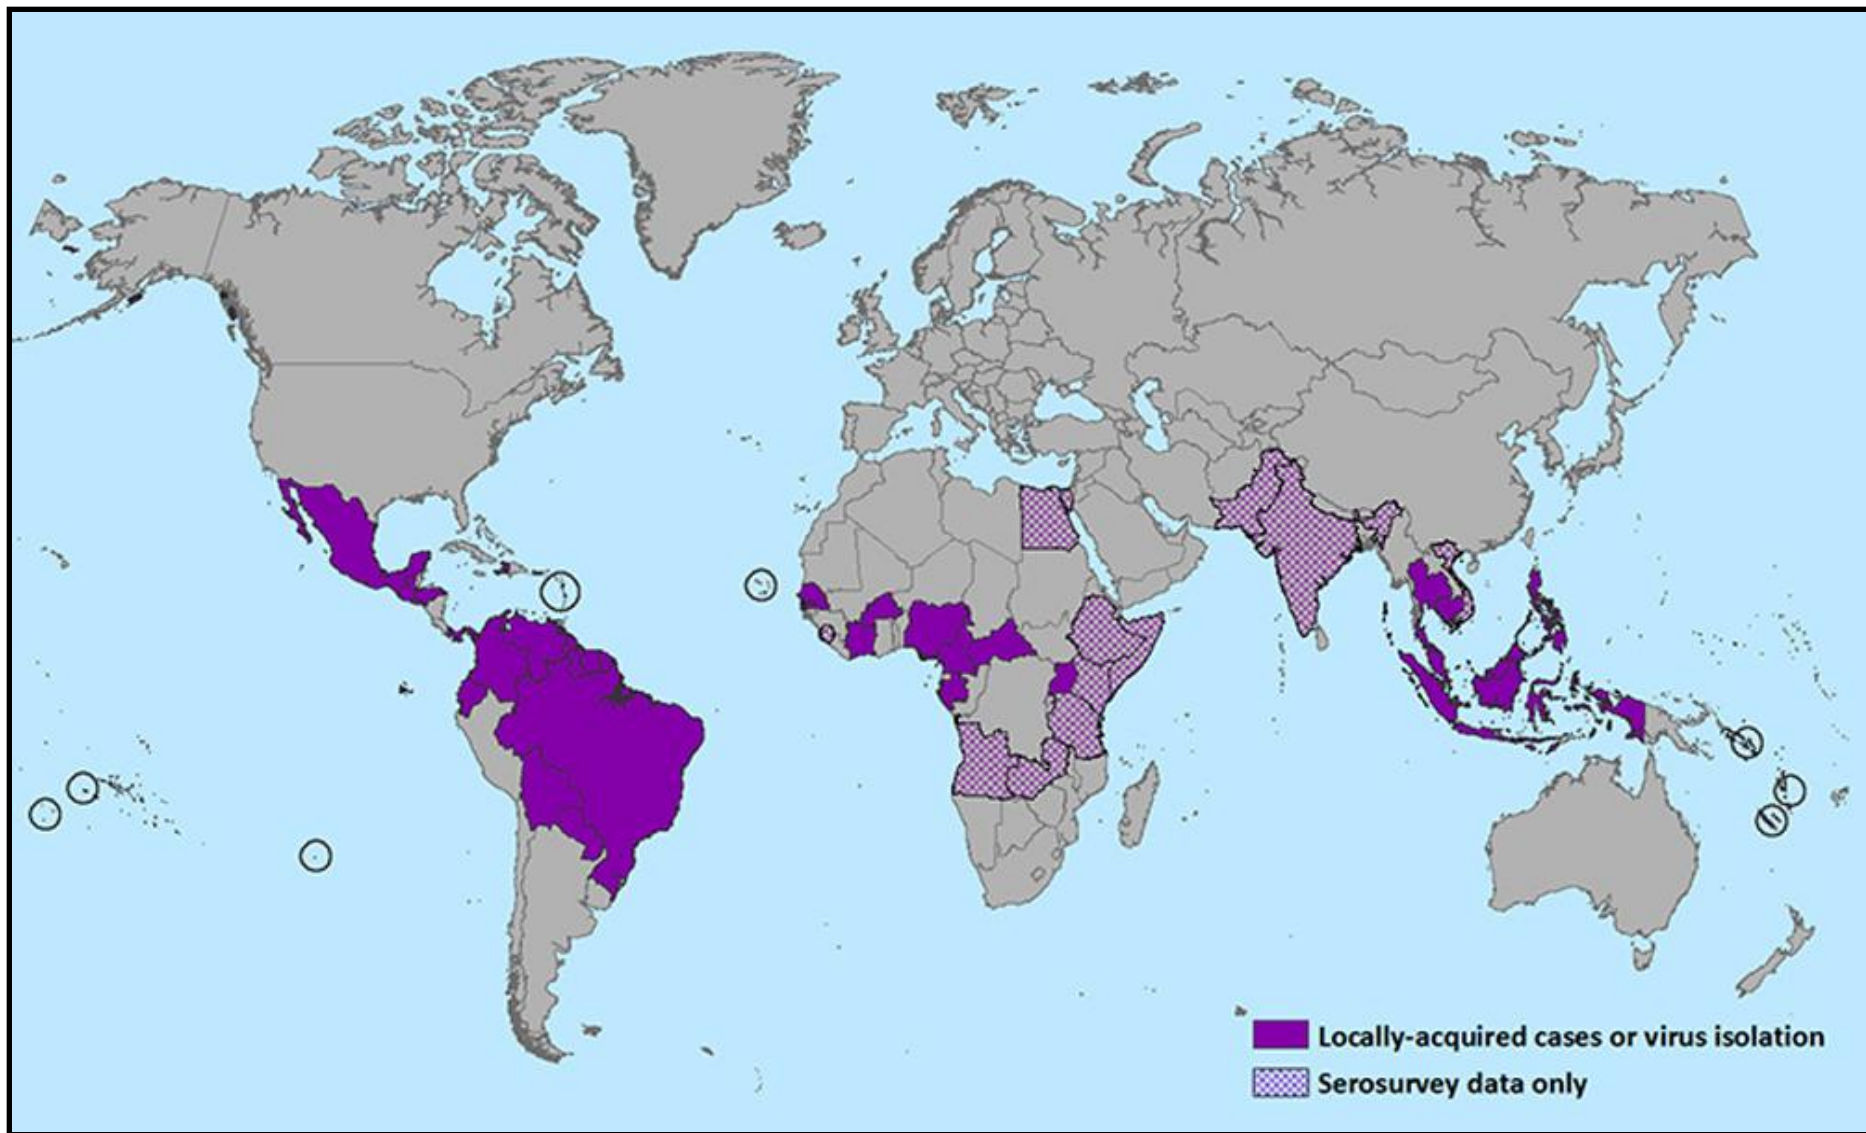 Locally-acquired cases or virus isolation
Serosurvey data only